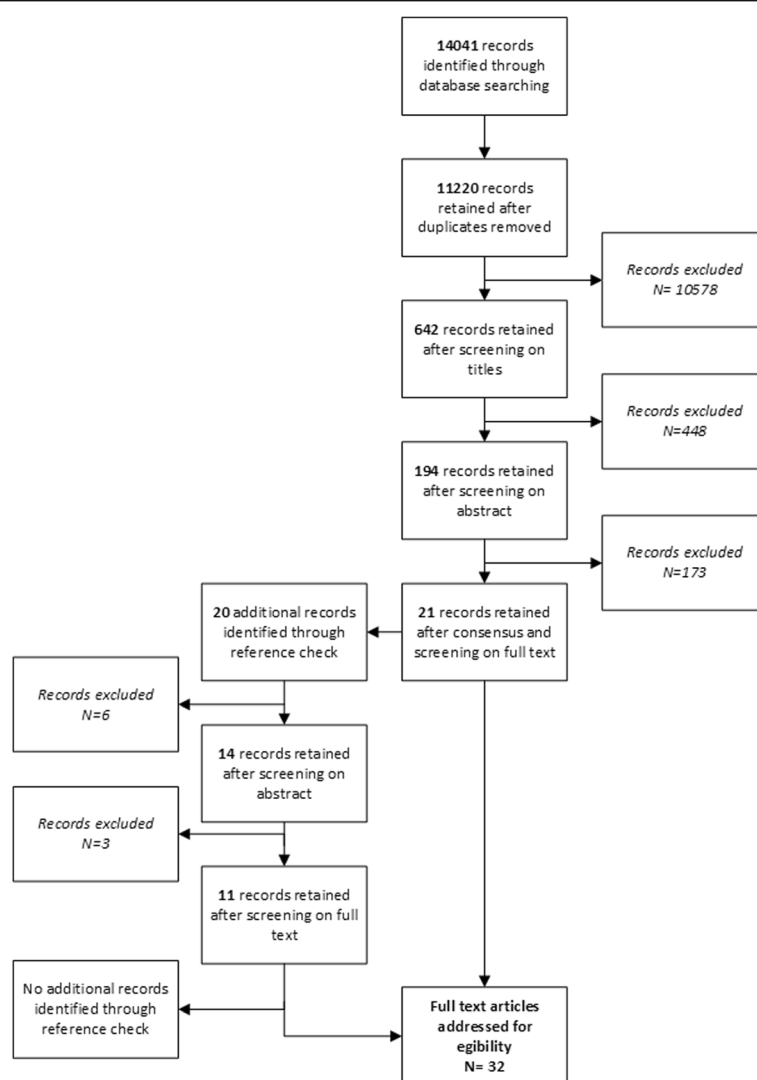 14041 records
identified through
database searching
11220 records
retained after
duplicates removed
Records excluded
N= 10578
642 records retained
after screening on
titles
Records excluded
N=448
194 records retained
after screening on
abstract
Records excluded
N=173
20 additional records
identified through
reference check
21 records retained
after consensus and
screening on full text
Records excluded
N=6
14 records retained
after screening on
abstract
Records excluded
N=3
11 records retained
after screening on full
text
No additional records
identified through
reference check
Full text articles
addressed for
egibility
N= 32